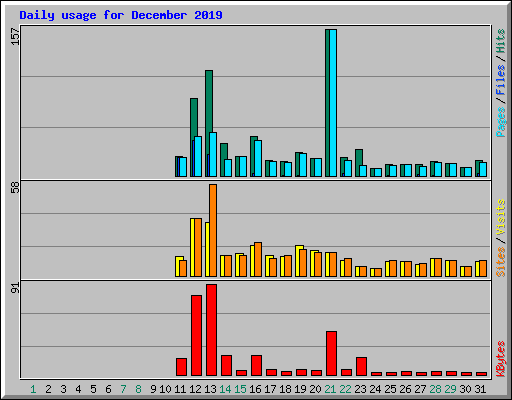 Daily usage for December 2019
157
Pages / Files / Hits
58
Sites / Visits
91
KBytes
1 2 3 4 5 6 7 8 9 10 11 12 13 14 15 16 17 18 19 20 21 22 23 24 25 26 27 28 29 30 31